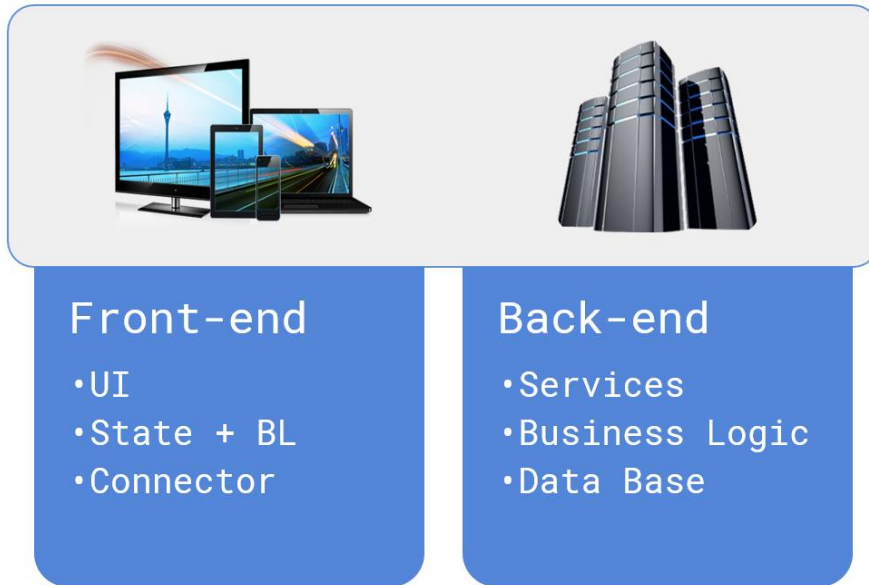 Front-end
•UI
•State + BL
•Connector
Back-end
•Services
•Business Logic
•Data Base